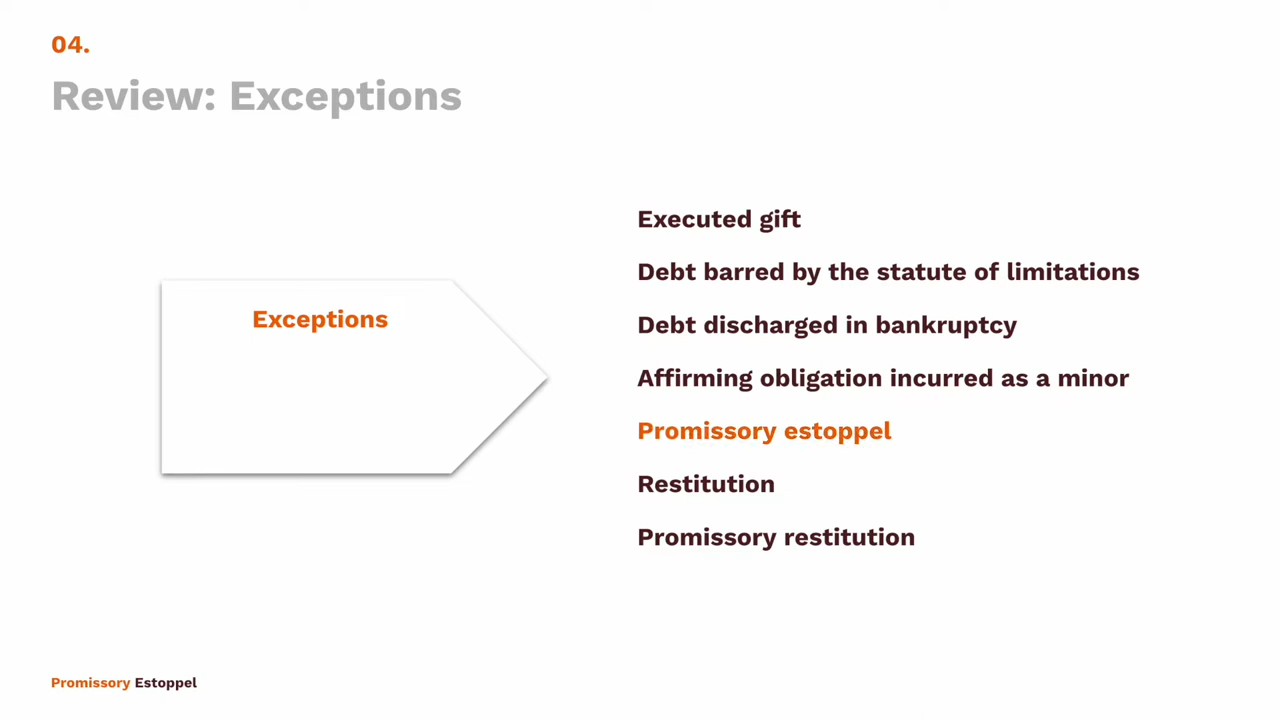 04.
Review: Exceptions
Exceptions
Executed gift
Debt barred by the statute of limitations
Debt discharged in bankruptcy
Affirming obligation incurred as a minor
Promissory estoppel
Restitution
Promissory restitution
Promissory Estoppel